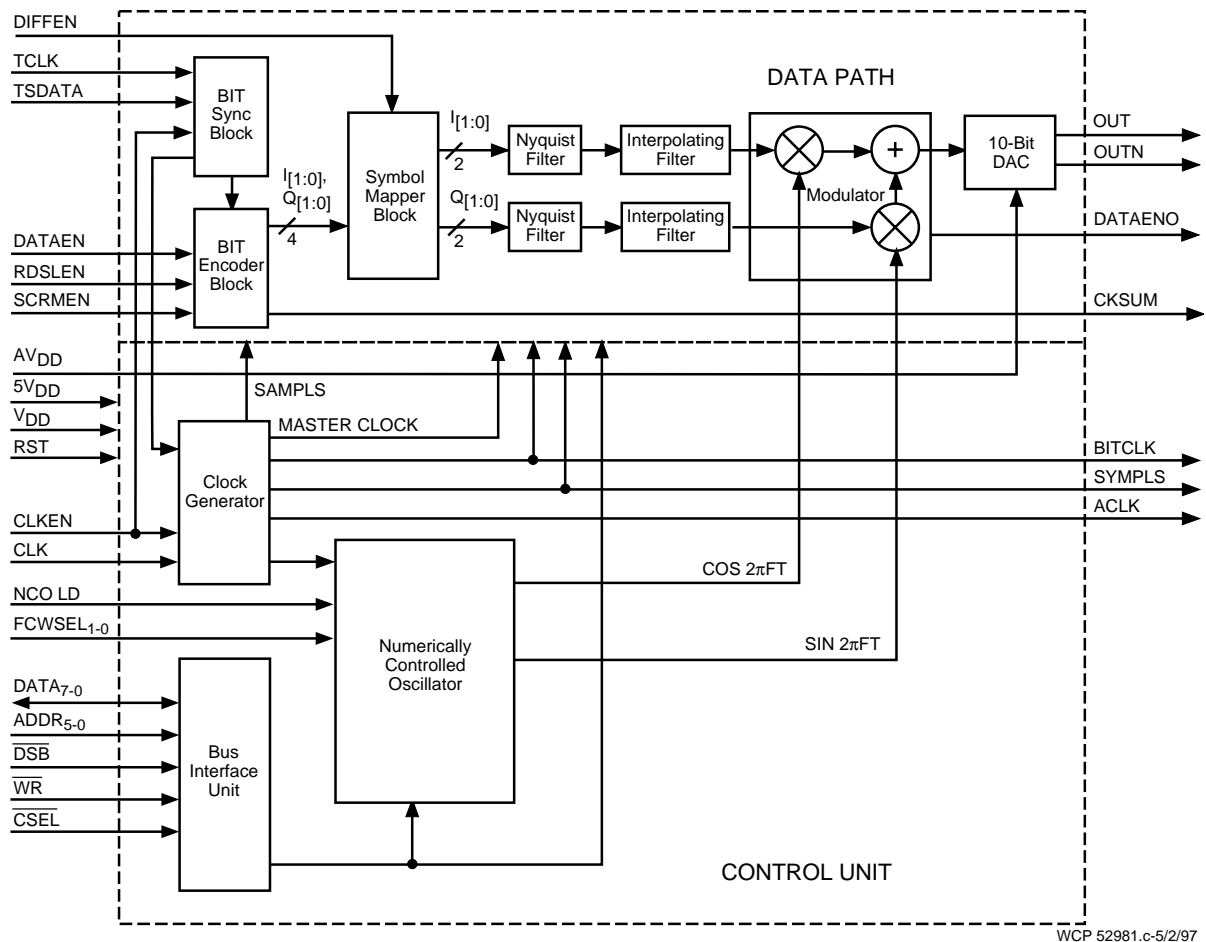 DIFFEN
TCLK
TSDATA
BIT
Sync
Block
DATA PATH
I[1:0],
Q[1:0]
4
Symbol
Mapper
Block
I[1:0]
2
Q[1:0]
2
Nyquist
Filter
Interpolating
Filter
Nyquist
Filter
Interpolating
Filter
+
Modulator
10-Bit
DAC
OUT
OUTN
DATAENO
DATAEN
RDSLEN
SCRMEN
BIT
Encoder
Block
CKSUM
AVDD
5VDD
VDD
RST
SAMPLS
MASTER CLOCK
Clock
Generator
BITCLK
SYMPLS
ACLK
CLKEN
CLK
NCO LD
FCWSEL1-0
Numerically
Controlled
Oscillator
COS 2πFT
SIN 2πFT
DATA7-0
ADDR5-0
DSB
WR
CSEL
Bus
Interface
Unit
CONTROL UNIT
WCP 52981.c-5/2/97